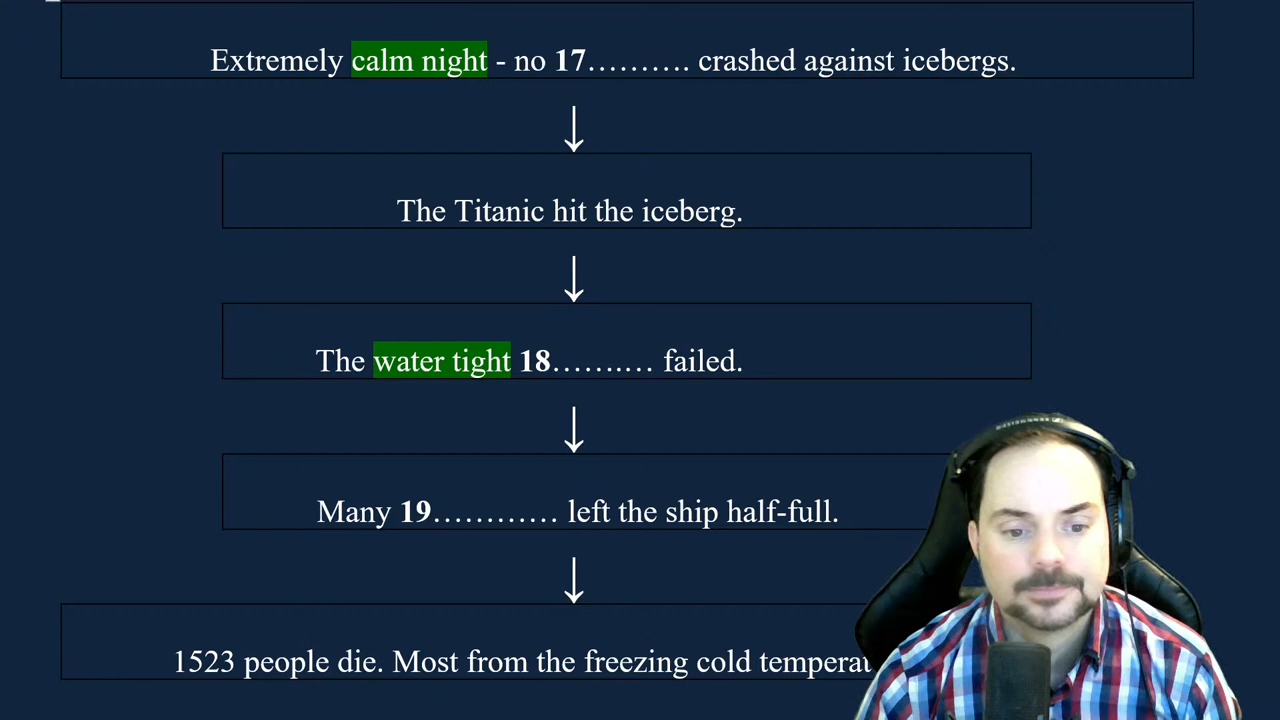 Extremely calm night - no 17………. crashed against icebergs.
↓
The Titanic hit the iceberg.
↓
The water tight 18…….… failed.
↓
Many 19………… left the ship half-full.
↓
1523 people die. Most from the freezing cold